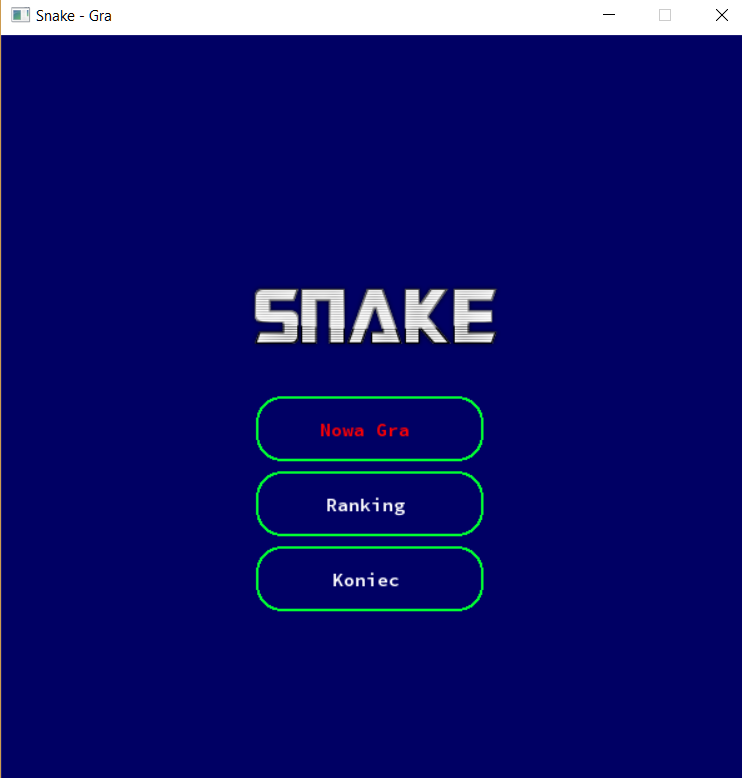 Snake - Gra
SNAKE
Nowa Gra
Ranking
Koniec